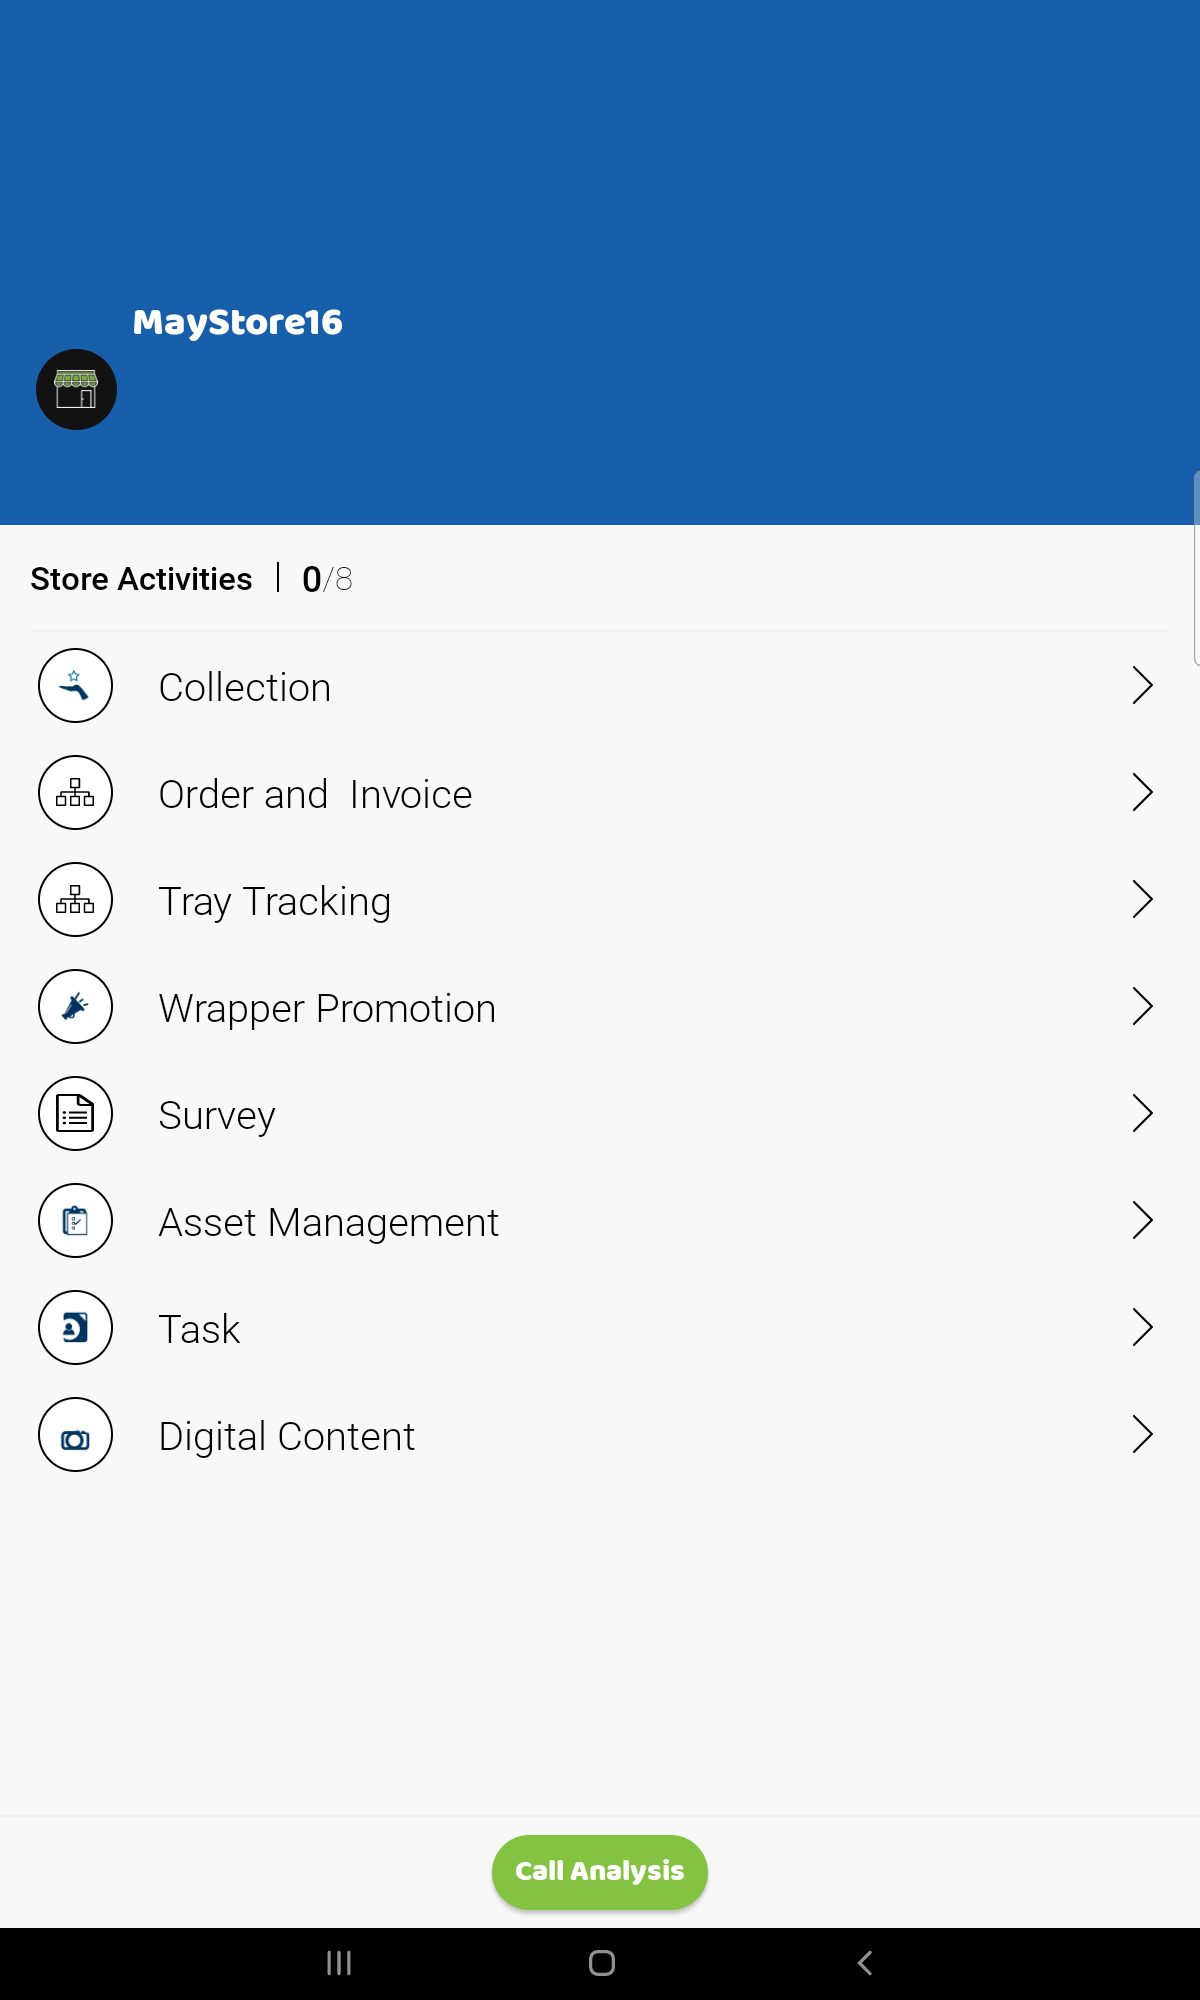 MayStore16
Store Activities | 0/8
Collection
Order and  Invoice
Tray Tracking
Wrapper Promotion
Survey
Asset Management
Task
Digital Content
Call Analysis